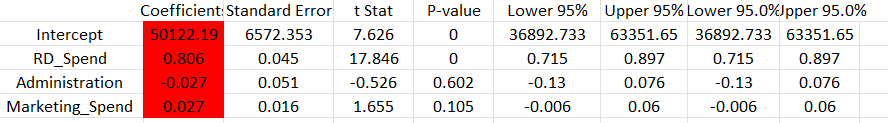 Coefficient Standard Error t Stat P-value Lower 95% Upper 95% Lower 95.0% Upper 95.0%
Intercept 50122.19 6572.353 7.626 0 36892.733 63351.65 36892.733 63351.65
RD_Spend 0.806 0.045 17.846 0 0.715 0.897 0.715 0.897
Administration -0.027 0.051 -0.526 0.602 -0.13 0.076 -0.13 0.076
Marketing_Spend 0.027 0.016 1.655 0.105 -0.006 0.06 -0.006 0.06